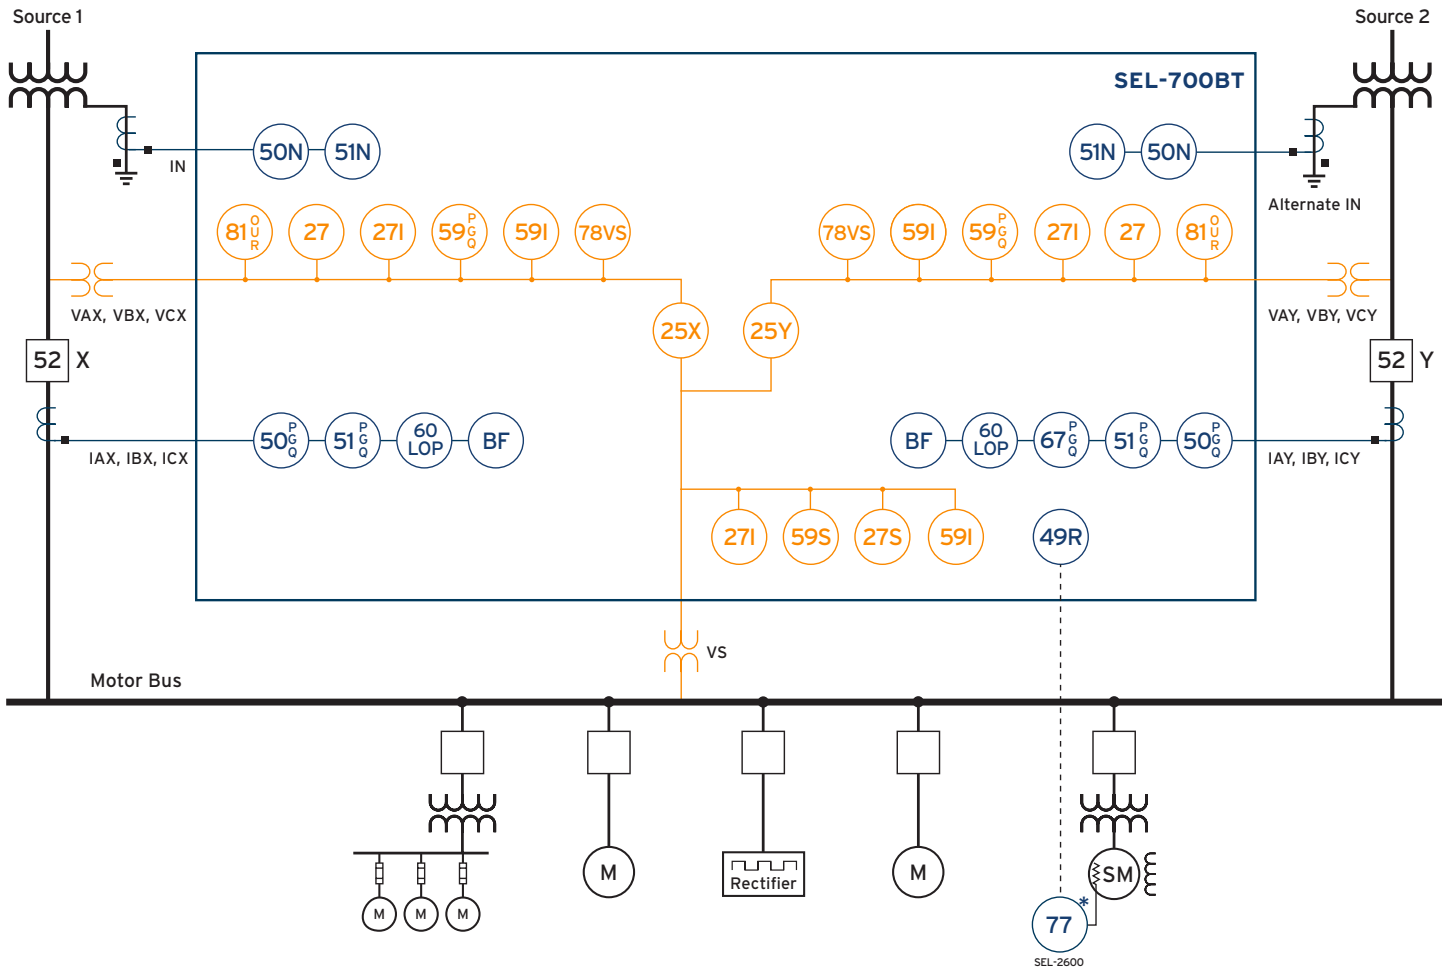 Source 1
Source 2
SEL-700BT
50N
51N
51N
50N
IN
Alternate IN
81 O U R
27
27I
59 P G Q
59I
78VS
78VS
59I
59 P G Q
27I
27
81 O U R
VAX, VBX, VCX
VAY, VBY, VCY
25X
25Y
52 X
52 Y
50 P G Q
51 P G Q
60 LOP
BF
BF
60 LOP
67 P G Q
51 P G Q
50 P G Q
IAX, IBX, ICX
IAY, IBY, ICY
27I
59S
27S
59I
49R
VS
Motor Bus
M
Rectifier
M
SM
M
M
M
77 *
SEL-2600